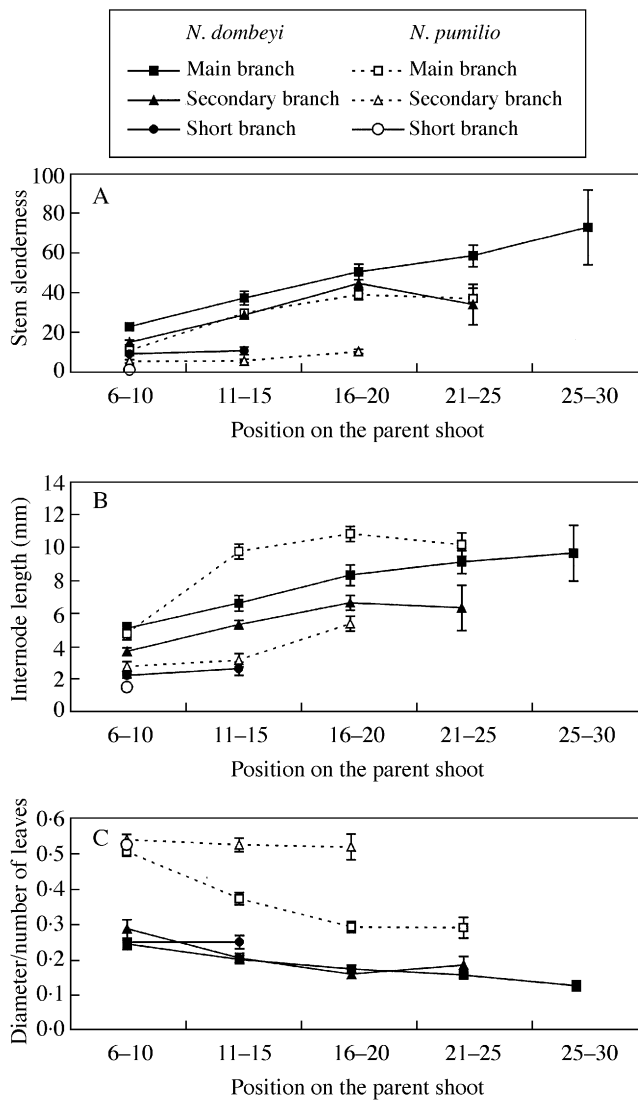 N. dombeyi N. pumilio
Main branch Main branch
Secondary branch Secondary branch
Short branch Short branch
A
Stem slenderness
100
80
60
40
20
0
6–10 11–15 16–20 21–25 25–30
Position on the parent shoot
B
Internode length (mm)
14
12
10
8
6
4
2
0
6–10 11–15 16–20 21–25 25–30
Position on the parent shoot
C
Diameter/number of leaves
0·6
0·5
0·4
0·3
0·2
0·1
0·0
6–10 11–15 16–20 21–25 25–30
Position on the parent shoot